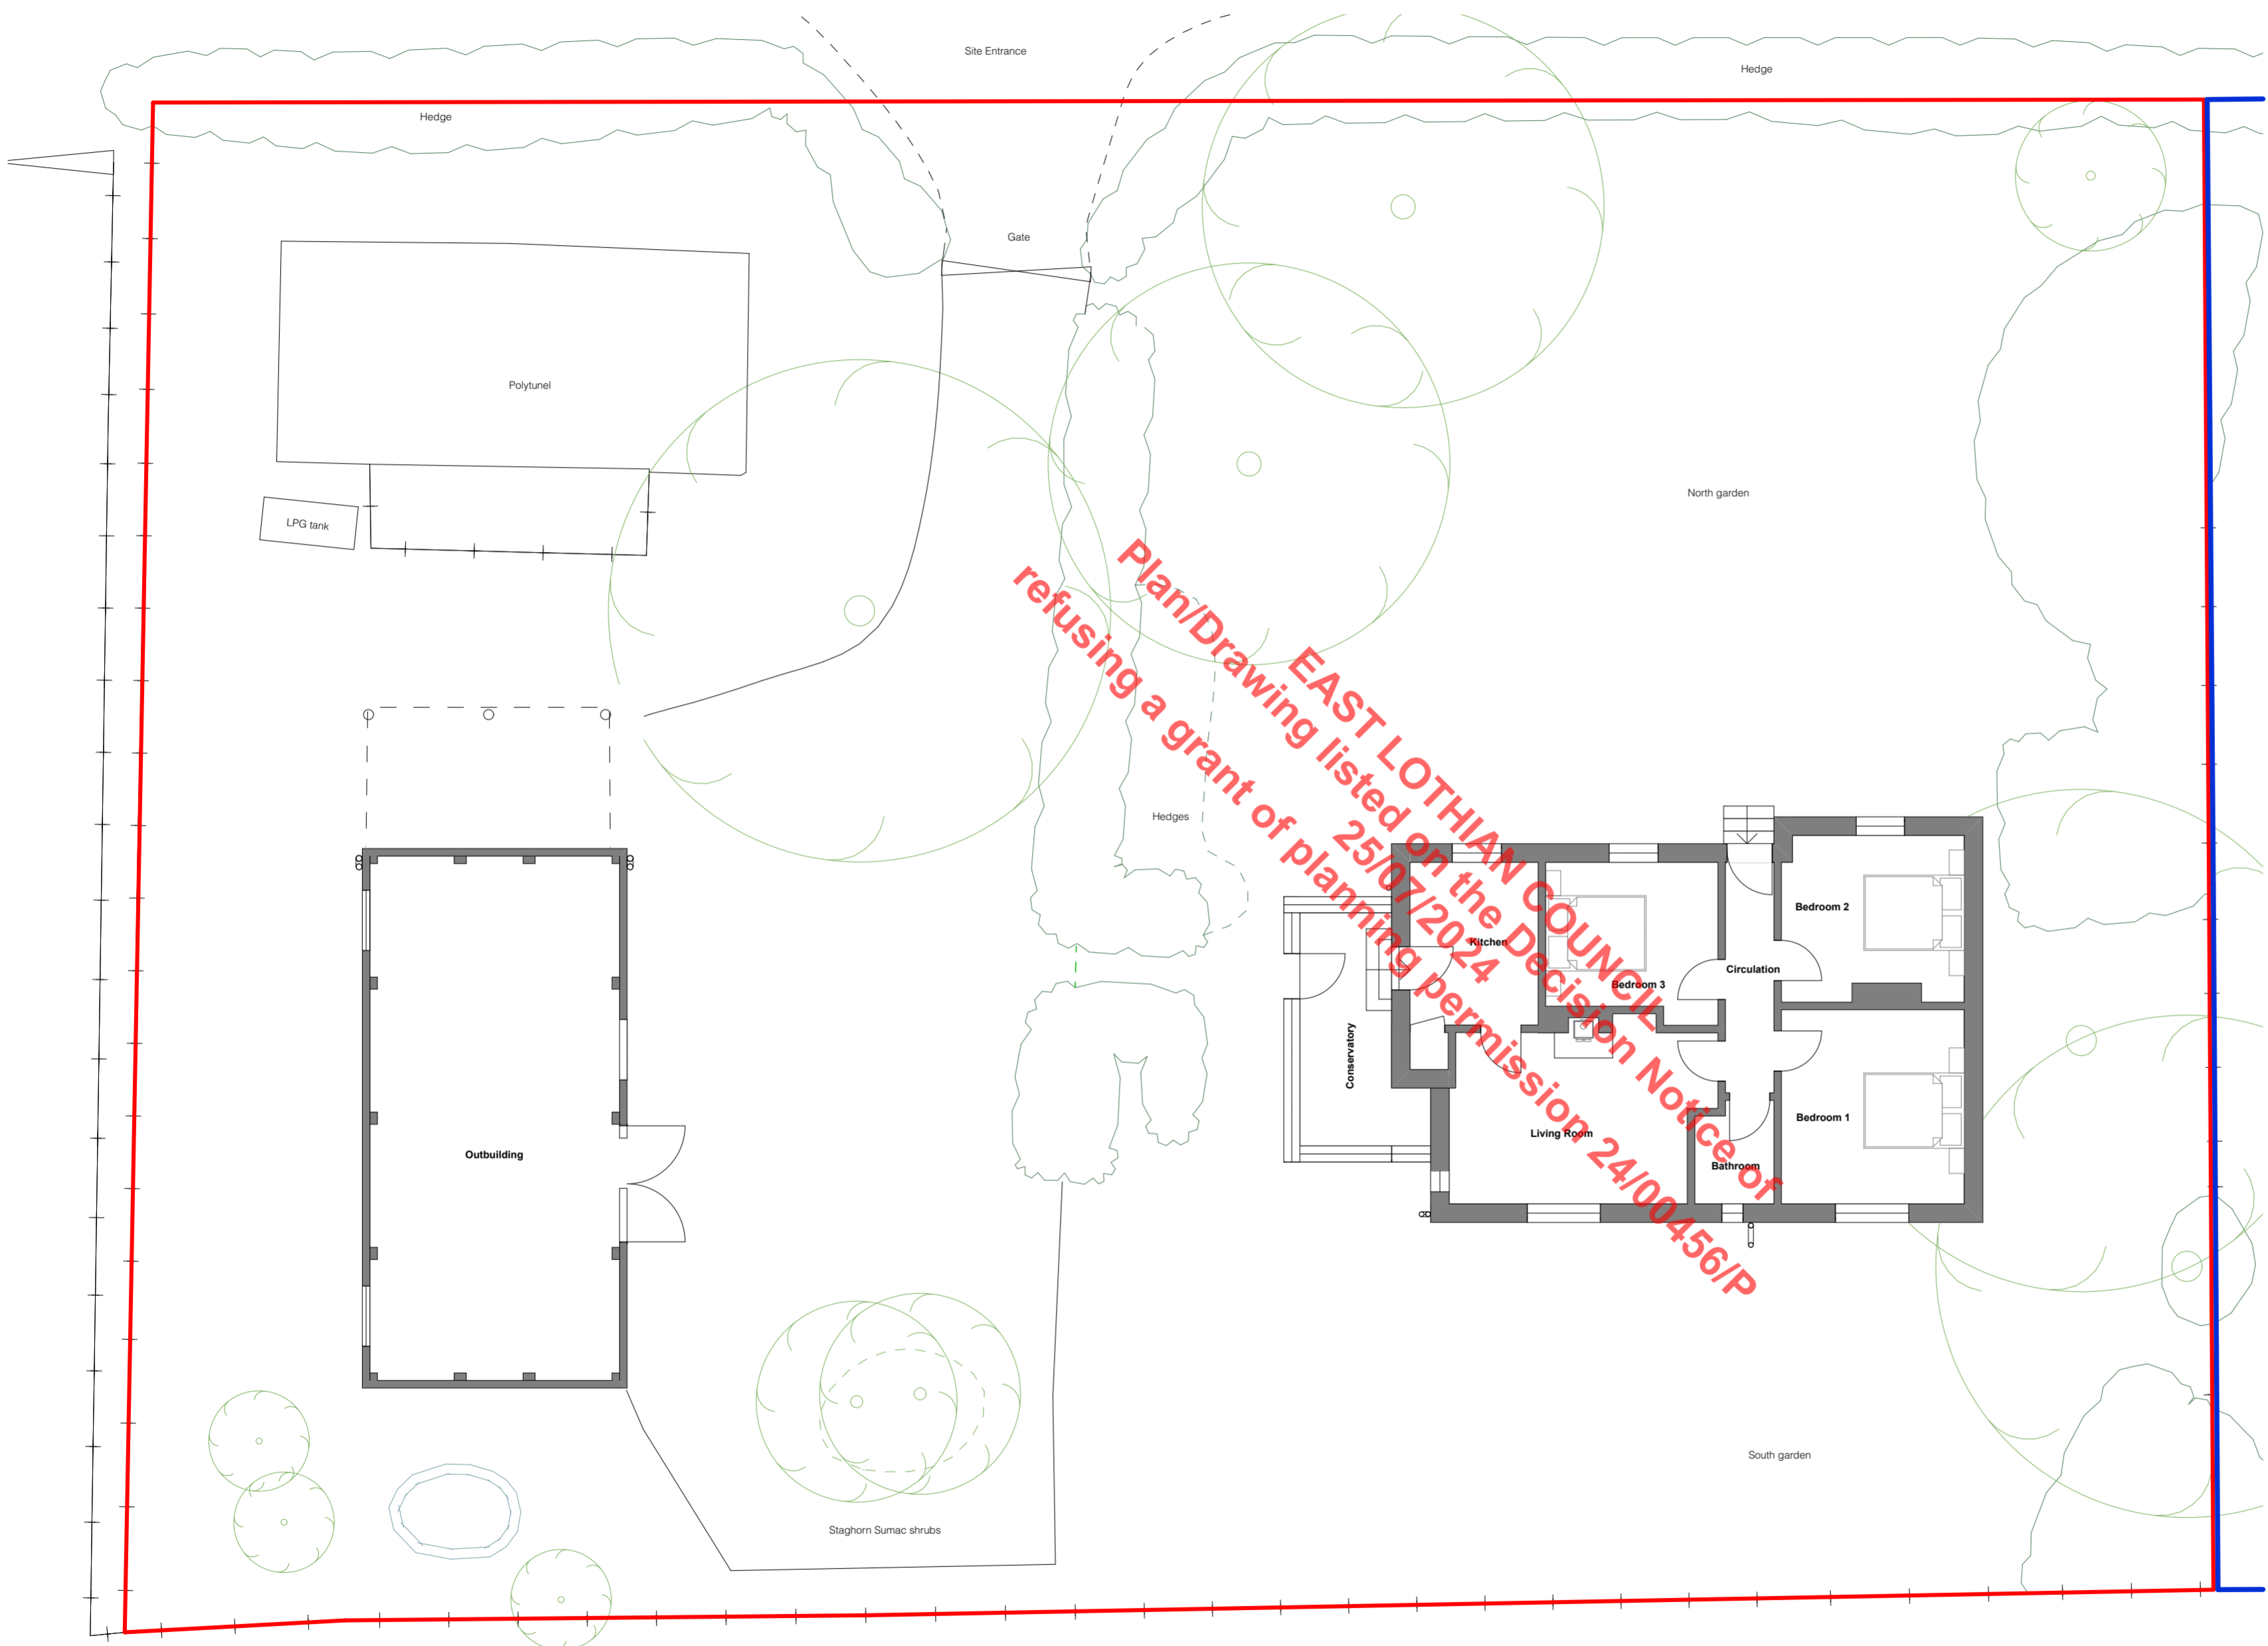 Site Entrance
Hedge
Hedge
Gate
Polytunel
LPG tank
North garden
EAST LOTHIAN COUNCIL
Plan/Drawing listed on the Decision Notice of
25/07/2024
refusing a grant of planning permission 24/00456/P
Hedges
Bedroom 2
Kitchen
Circulation
Bedroom 3
Conservatory
Bedroom 1
Living Room
Outbuilding
Bathroom
South garden
Staghorn Sumac shrubs